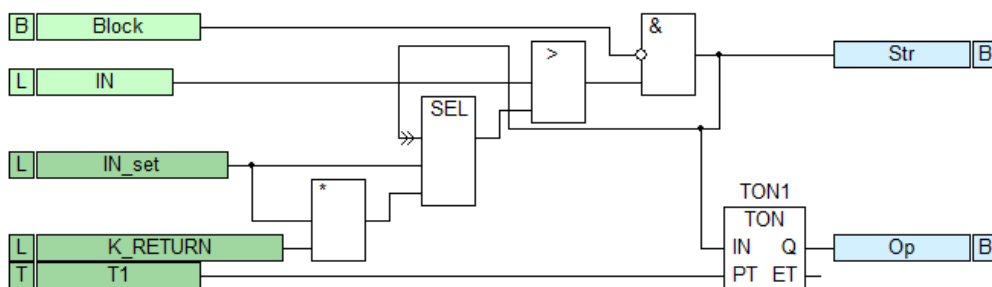 B Block & Str B
L IN >
SEL
L IN_set
*
TON1
L K_RETURN TON
IN Q Op B
T T1 PT ET